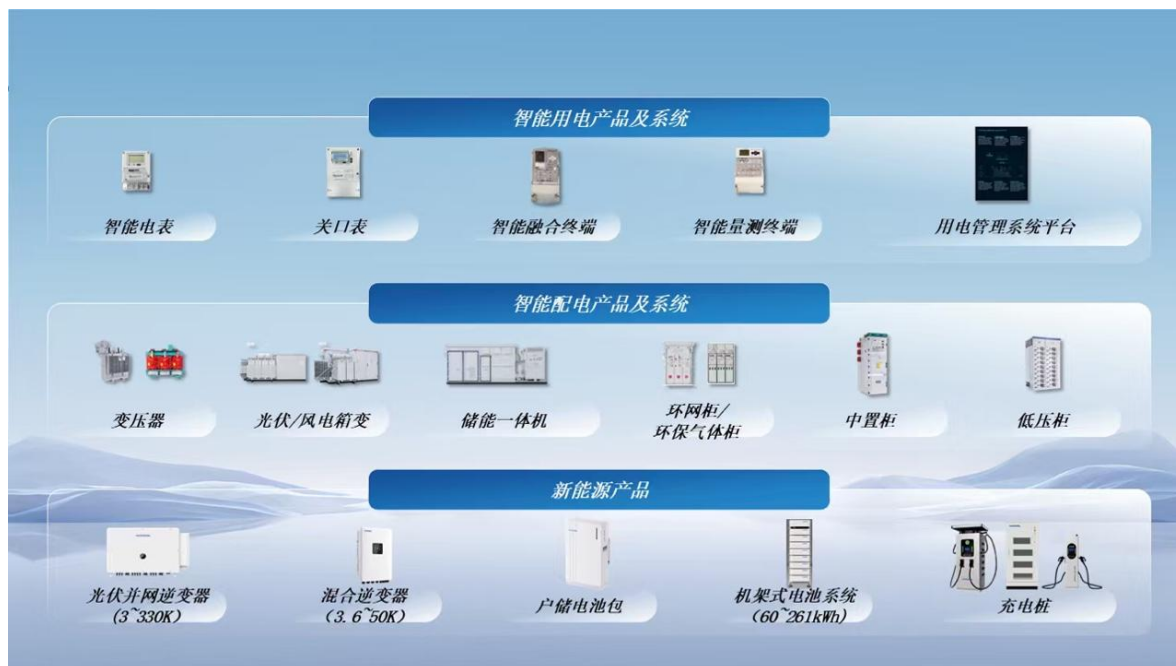 智能用电产品及系统
智能电表
关口表
智能融合终端
智能量测终端
用电管理系统平台
智能配电产品及系统
变压器
光伏/风电箱变
储能一体机
环网柜/
环保气体柜
中置柜
低压柜
新能源产品
光伏并网逆变器
(3~330K)
混合逆变器
(3.6~50K)
户储电池包
机架式电池系统
(60~261kWh)
充电桩